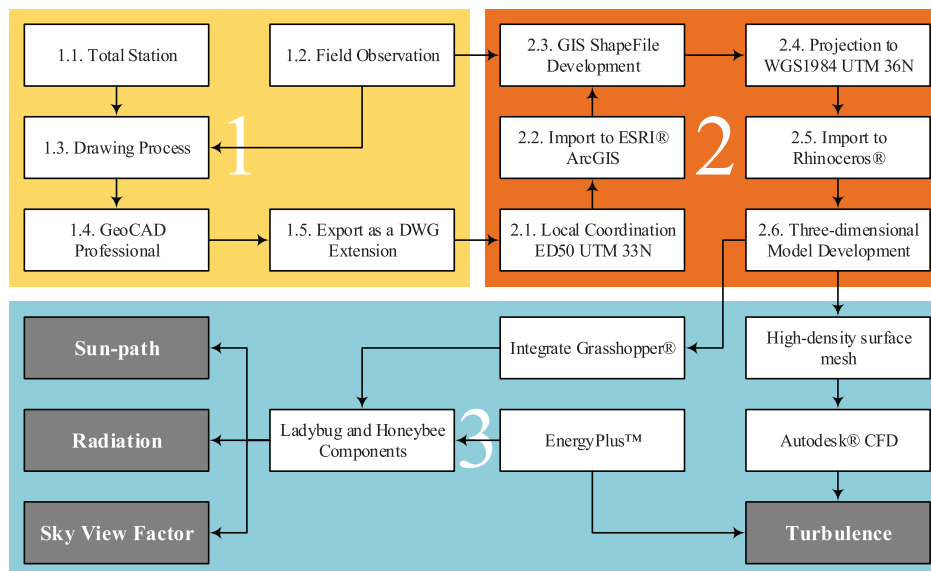 1.1. Total Station
1.2. Field Observation
1.3. Drawing Process
1
1.4. GeoCAD
Professional
1.5. Export as a DWG
Extension
2.3. GIS ShapeFile
Development
2.4. Projection to
WGS1984 UTM 36N
2.2. Import to ESRI®
ArcGIS
2
2.5. Import to
Rhinoceros®
2.1. Local Coordination
ED50 UTM 33N
2.6. Three-dimensional
Model Development
Sun-path
Integrate Grasshopper®
High-density surface
mesh
Radiation
Ladybug and Honeybee
Components
3
EnergyPlus™
Autodesk® CFD
Sky View Factor
Turbulence